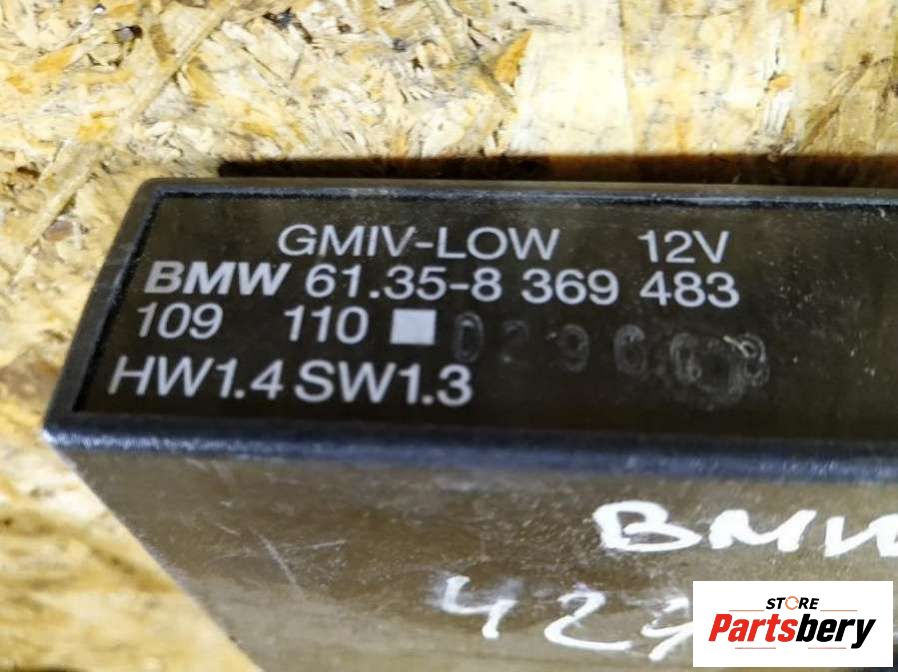 GMIV-LOW 12V
BMW 61.35-8 369 483
109 110
HW1.4 SW1.3
BMW
STORE
Partsbery